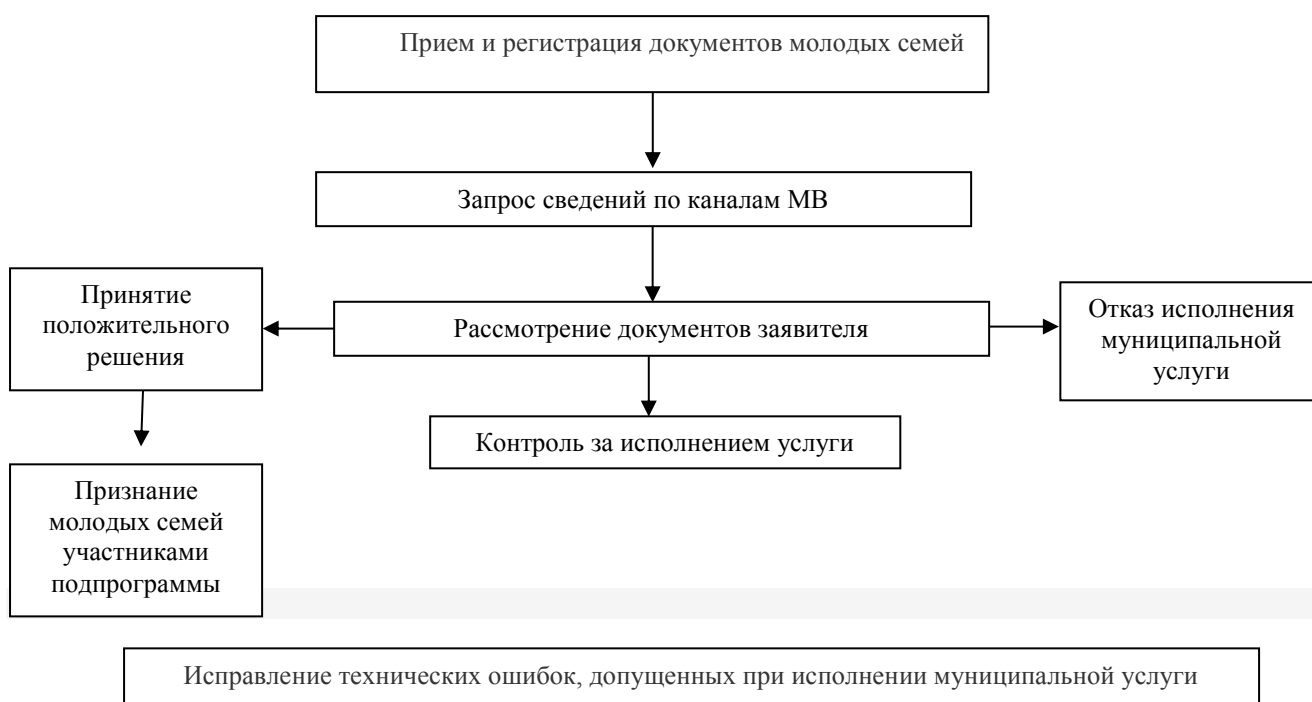 Прием и регистрация документов молодых семей
Запрос сведений по каналам МВ
Принятие
положительного
решения
Рассмотрение документов заявителя
Отказ исполнения
муниципальной
услуги
Контроль за исполнением услуги
Признание
молодых семей
участниками
подпрограммы
Исправление технических ошибок, допущенных при исполнении муниципальной услуги